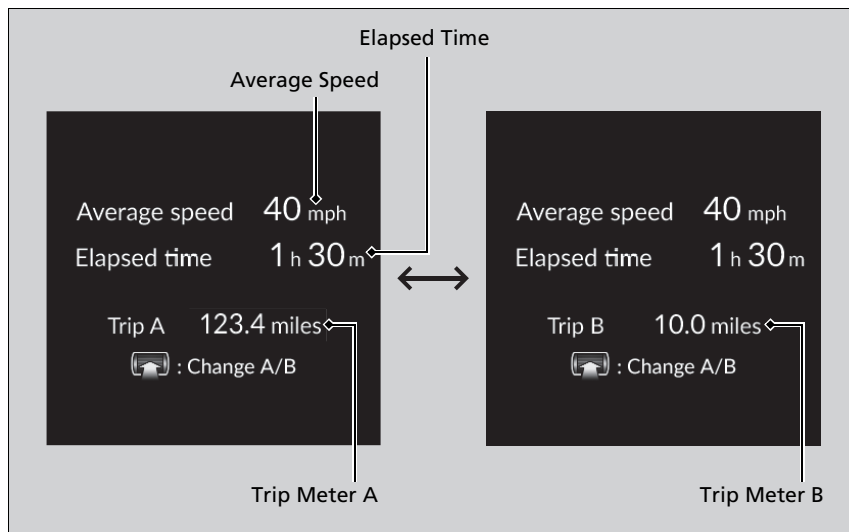 Elapsed Time
Average Speed
Average speed 40 mph
Elapsed time 1 h 30 m
Trip A 123.4 miles
: Change A/B
Average speed 40 mph
Elapsed time 1 h 30 m
Trip B 10.0 miles
: Change A/B
Trip Meter A
Trip Meter B